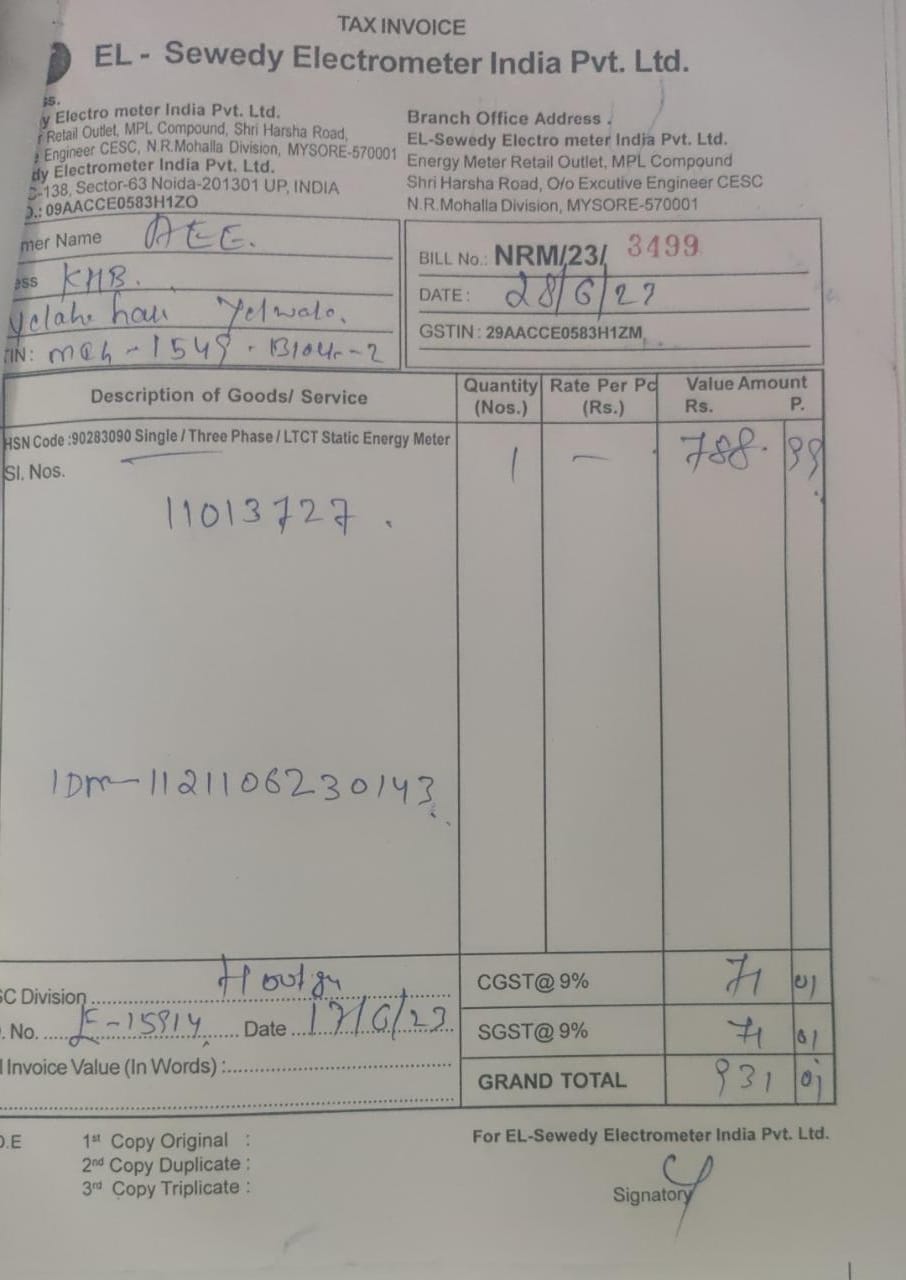 TAX INVOICE
EL - Sewedy Electrometer India Pvt. Ltd.
ss.
y Electro meter India Pvt. Ltd.
Retail Outlet, MPL Compound, Shri Harsha Road,
Engineer CESC, N.R.Mohalla Division, MYSORE-570001
dy Electrometer India Pvt. Ltd.
C-138, Sector-63 Noida-201301 UP, INDIA
O.: 09AACCE0583H1ZO
Branch Office Address .
EL-Sewedy Electro meter India Pvt. Ltd.
Energy Meter Retail Outlet, MPL Compound
Shri Harsha Road, O/o Excutive Engineer CESC
N.R.Mohalla Division, MYSORE-570001
mer Name AEE.
ess KHB.
Yelwala.
TIN: 1549 - Block-2
BILL No.: NRM/23/ 3499
DATE: 28/6/23
GSTIN : 29AACCE0583H1ZM
Description of Goods/ Service Quantity (Nos.) Rate Per Pc (Rs.) Value Amount Rs. P.
HSN Code :90283090 Single / Three Phase / LTCT Static Energy Meter 1 — 788. 99
Sl. Nos.
11013727.
IDM-1121106230143
SC Division Hootgalli CGST@ 9% 71 01
. No. E-15914 Date 17/6/23 SGST@ 9% 71 01
l Invoice Value (In Words) : GRAND TOTAL 931 01
O.E 1st Copy Original :
2nd Copy Duplicate :
3rd Copy Triplicate :
For EL-Sewedy Electrometer India Pvt. Ltd.
Signatory